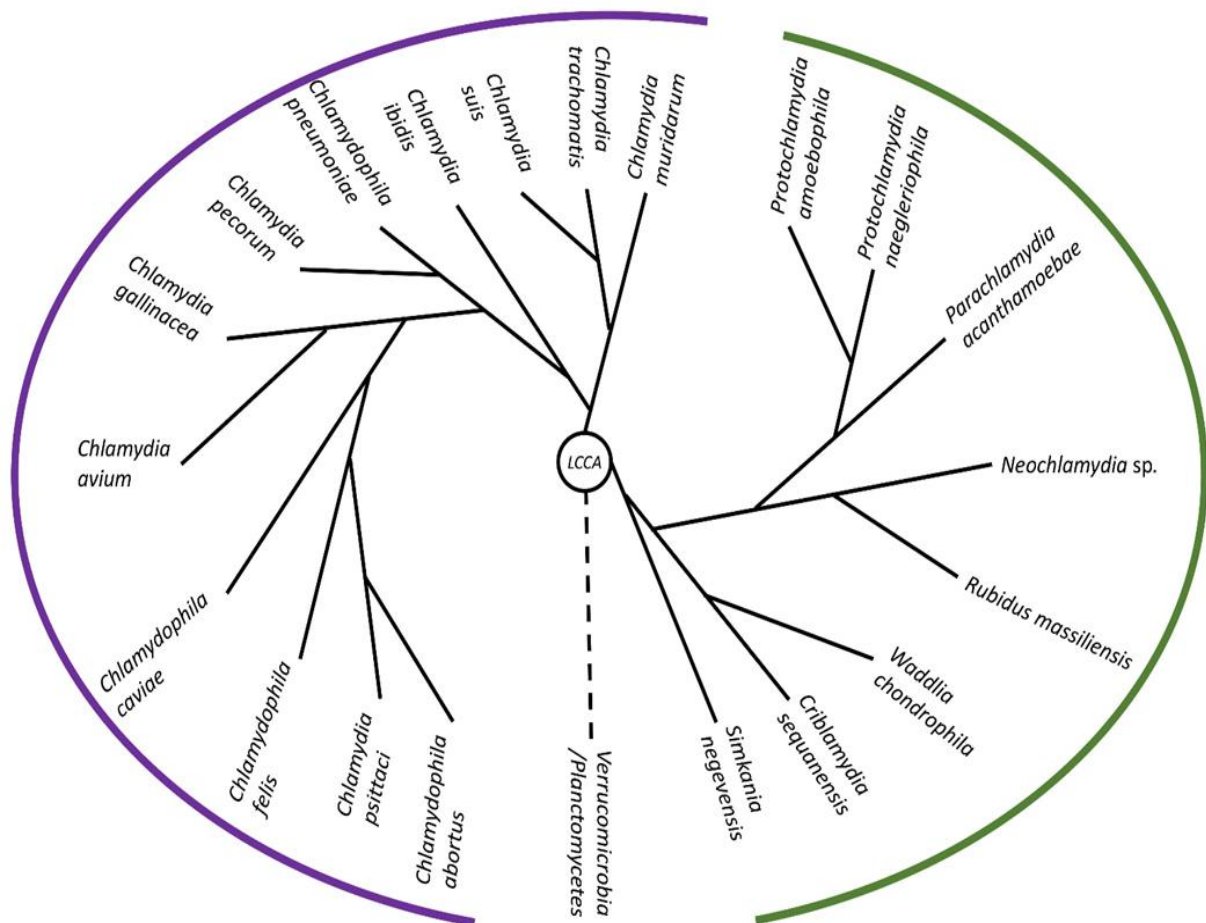 Chlamydia
trachomatis
Chlamydia
muridarum
Chlamydia
suis
Chlamydia
ibidis
Chlamydophila
pneumoniae
Chlamydia
pecorum
Chlamydia
gallinacea
Chlamydia
avium
Chlamydophila
caviae
Chlamydophila
felis
Chlamydia
psittaci
Chlamydophila
abortus
LCCA
Verrucomicrobia
/Planctomycetes
Simkania
negevensis
Criblamydia
sequanensis
Waddlia
chondrophila
Rubidus massiliensis
Neochlamydia sp.
Parachlamydia
acanthamoebae
Protochlamydia
naegleriophila
Protochlamydia
amoebophila